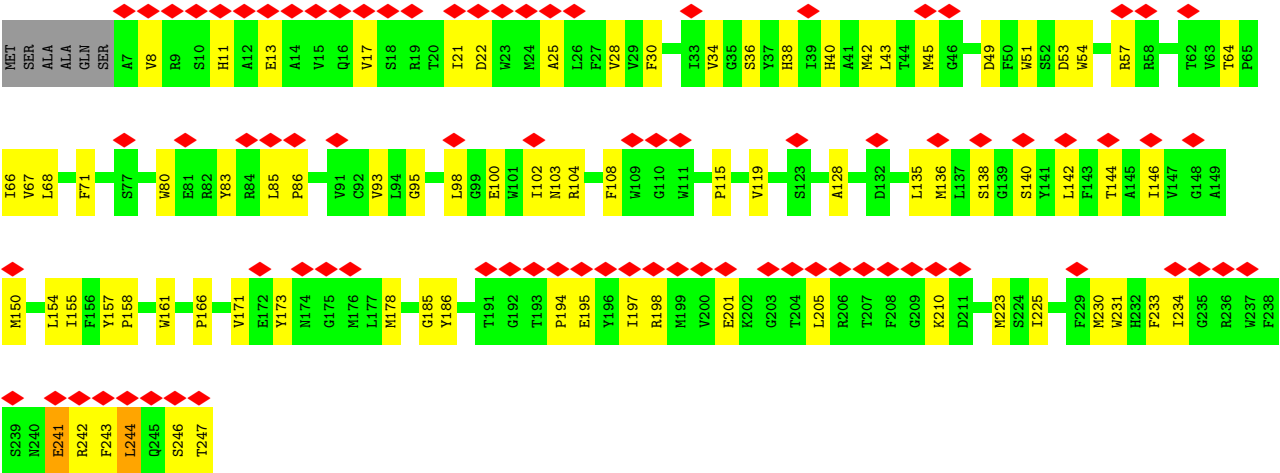 MET SER ALA ALA GLN SER A7 V8 R9 S10 H11 A12 E13 A14 V15 Q16 V17 S18 R19 T20 I21 D22 W23 M24 A25 L26 F27 V28 V29 F30 I33 V34 G35 S36 Y37 H38 I39 H40 A41 M42 L43 T44 M45 G46 D49 F50 W51 S52 D53 W54 R57 R58 T62 V63 T64 P65
I66 V67 L68 F71 S77 W80 E81 R82 Y83 R84 L85 P86 V91 C92 V93 L94 G95 L98 G99 E100 W101 I102 N103 R104 F108 W109 G110 W111 P115 V119 S123 A128 D132 L135 M136 L137 S138 G139 S140 Y141 L142 F143 T144 A145 I146 V147 G148 A149
M150 L154 I155 F156 Y157 P158 W161 P166 V171 E172 Y173 N174 G175 M176 L177 M178 G185 Y186 T191 G192 T193 P194 E195 Y196 I197 R198 M199 V200 E201 K202 G203 T204 L205 R206 T207 F208 G209 K210 D211 M223 S224 I225 F229 M230 W231 H232 F233 I234 G235 R236 W237 F238
S239 N240 E241 R242 F243 L244 Q245 S246 T247